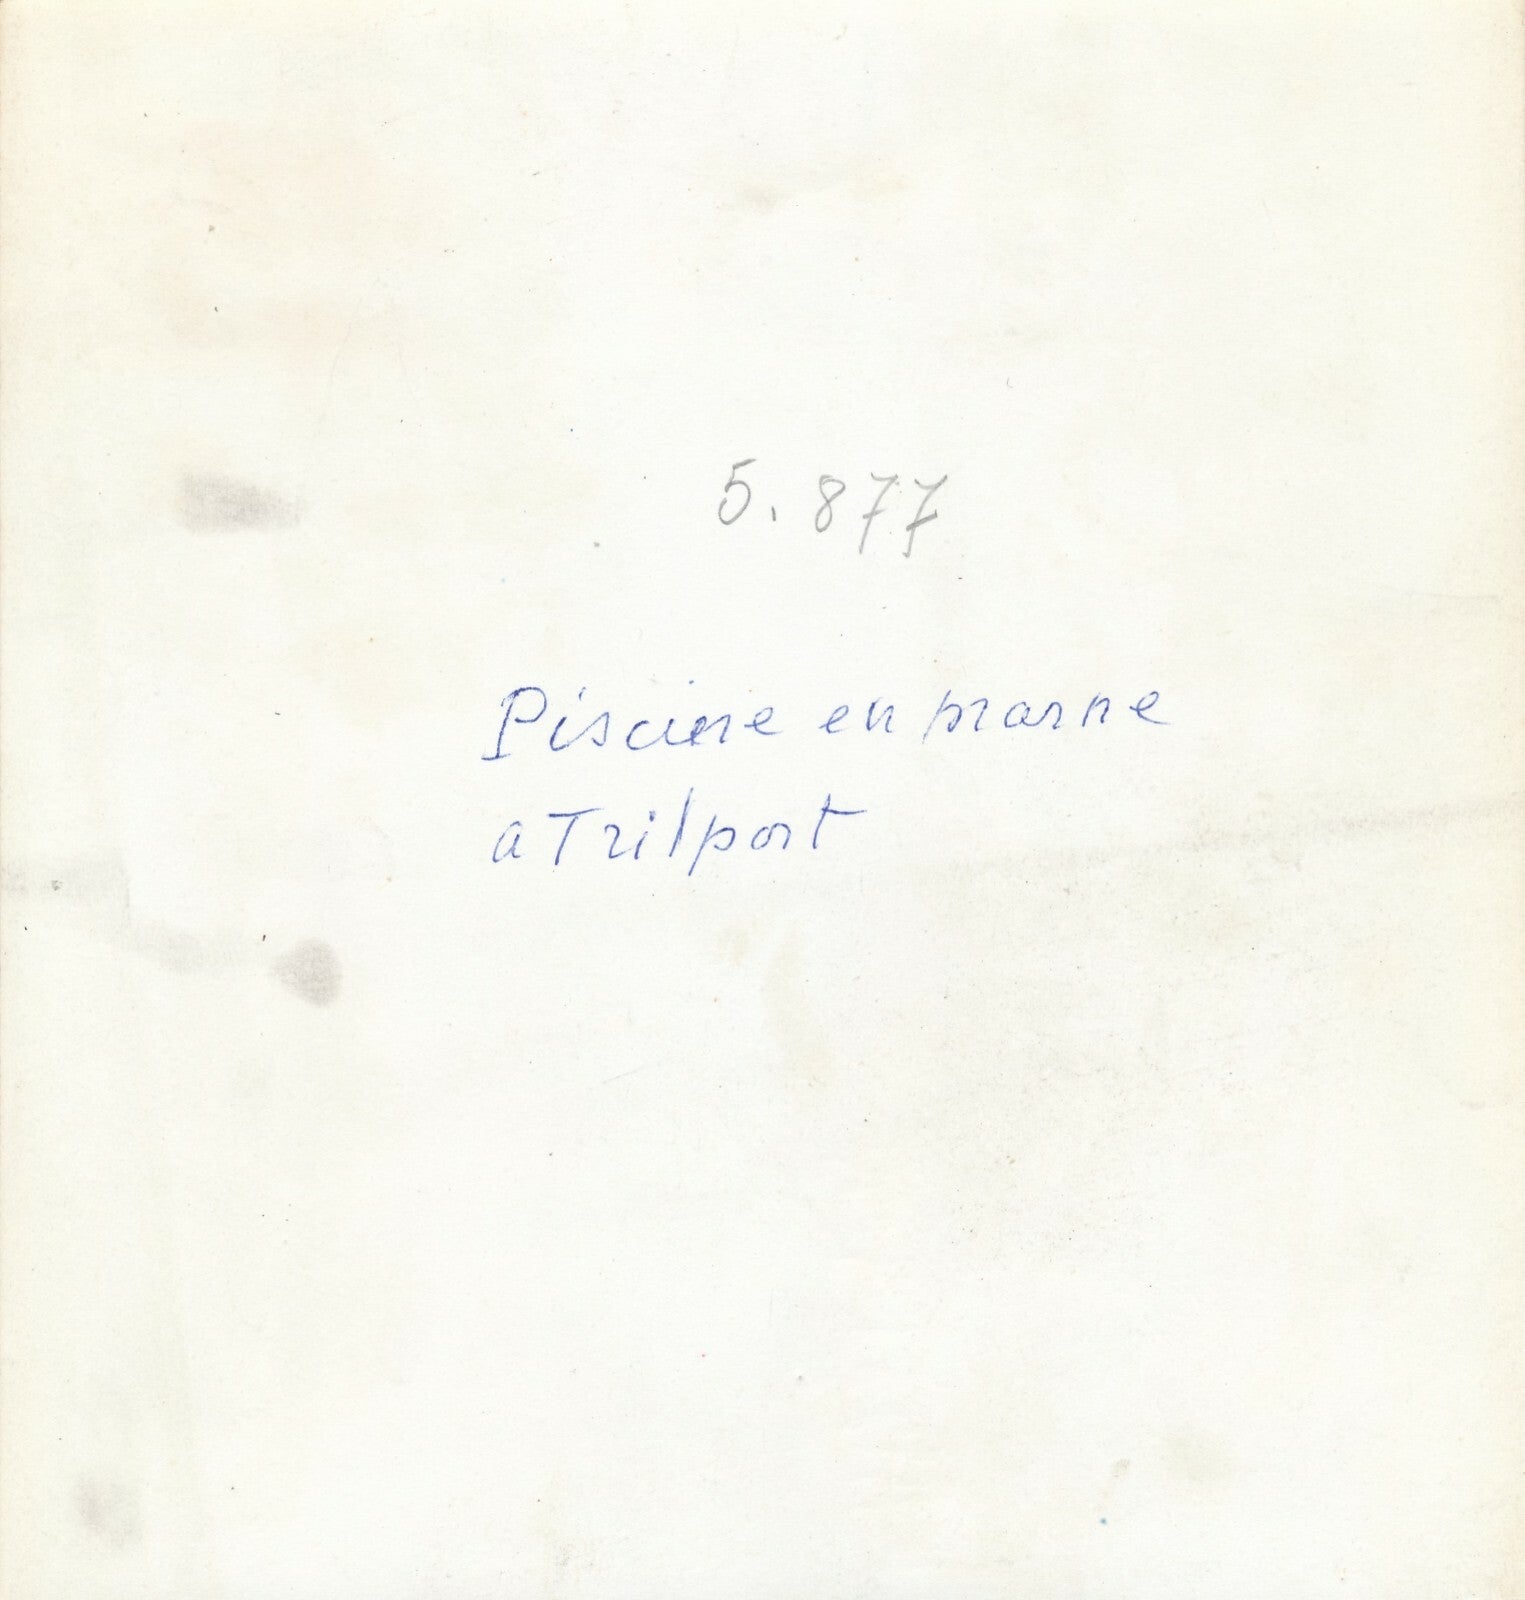 5.877
Piscine en marne
a Trilport